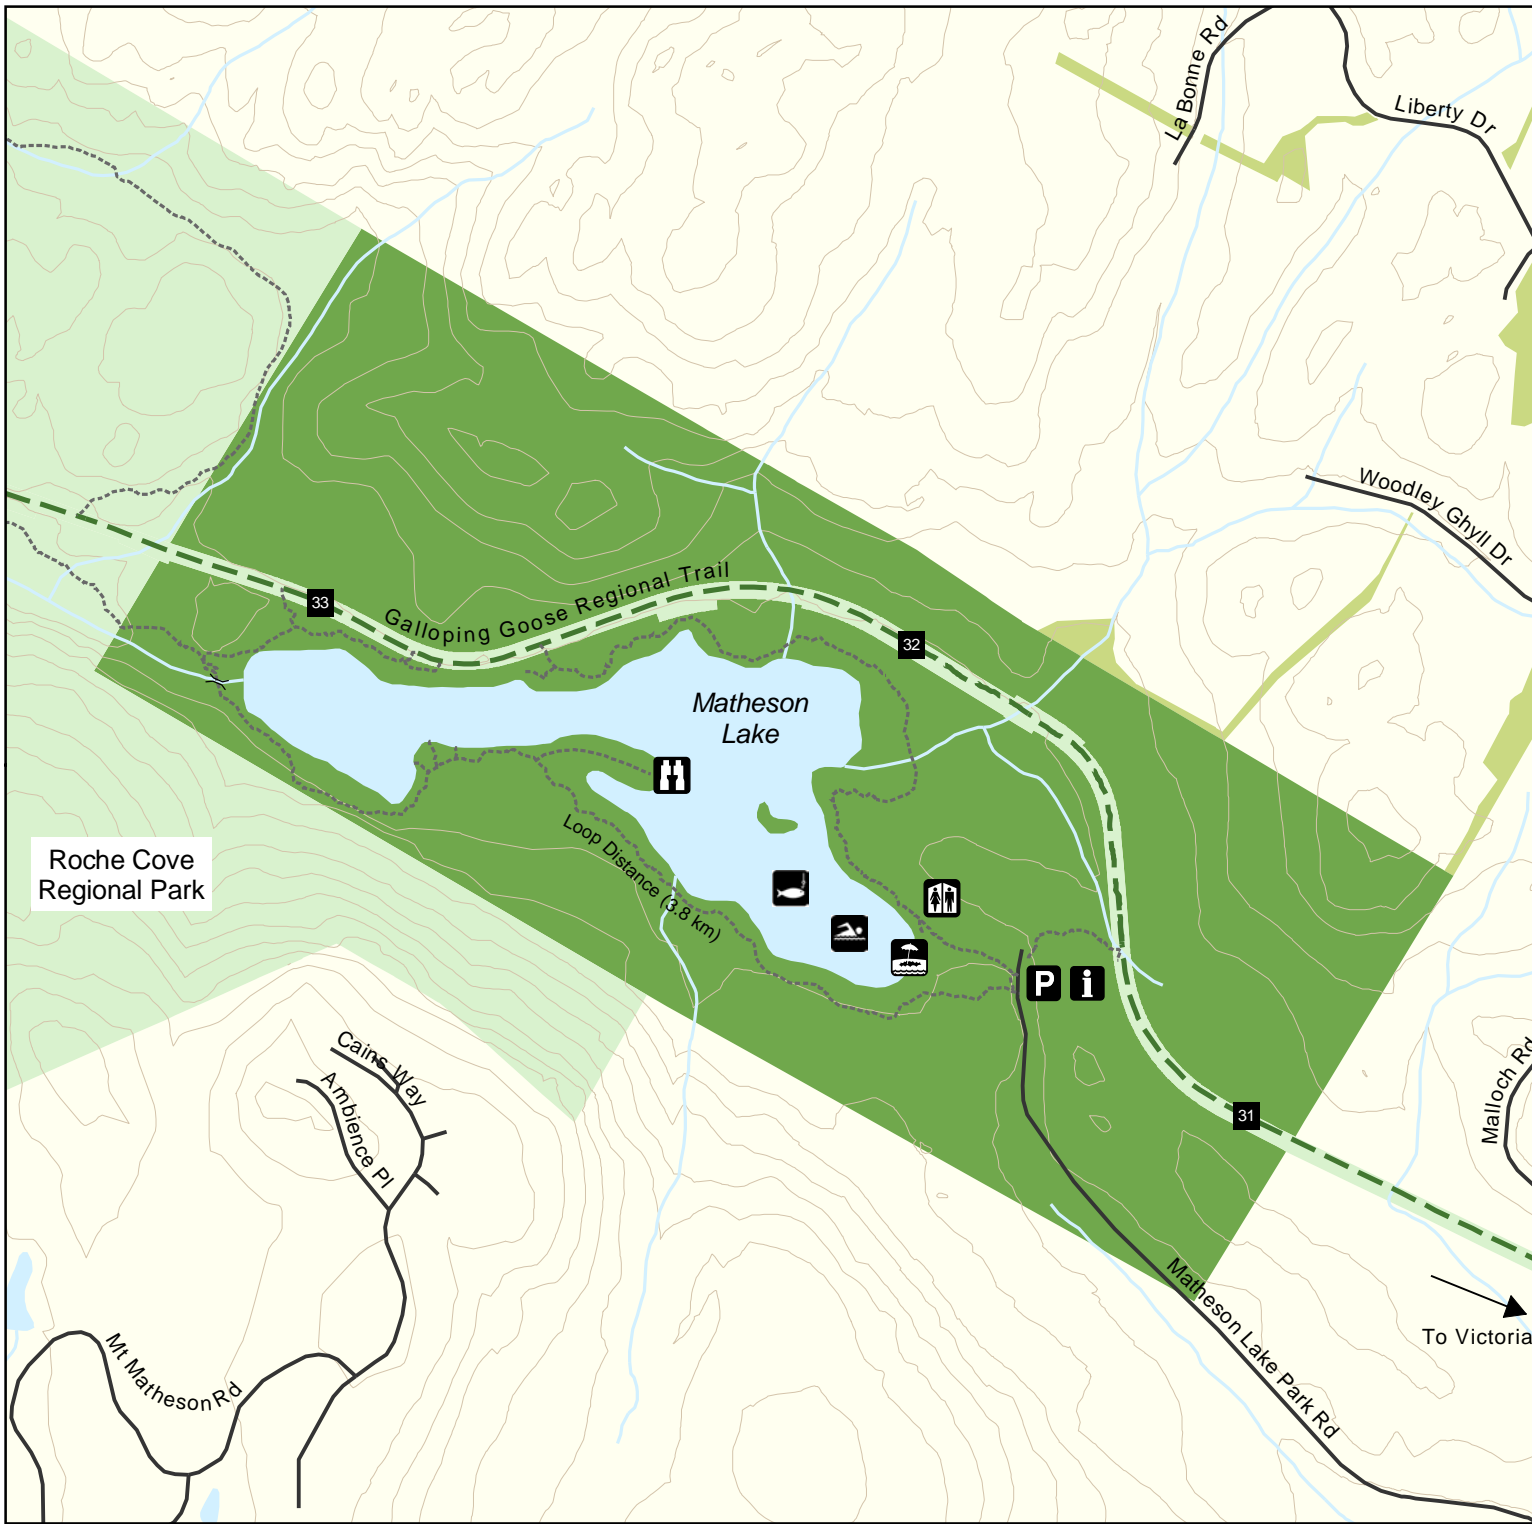 La Bonne Rd
Liberty Dr
Woodley Ghyll Dr
33
Galloping Goose Regional Trail
32
Matheson
Lake
Loop Distance (3.8 km)
Roche Cove
Regional Park
P i
Cains Way
Ambience Pl
31
Malloch Rd
Matheson Lake Park Rd
To Victoria
Mt Matheson Rd